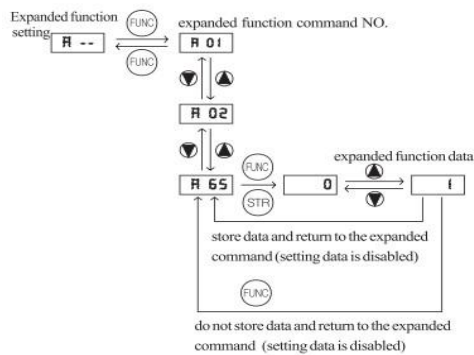 Expanded function
setting
A --
FUNC
FUNC
expanded function command NO.
A 01
A 02
A 65
FUNC
STR
0
expanded function data
1
store data and return to the expanded
command (setting data is disabled)
FUNC
do not store data and return to the expanded
command (setting data is disabled)